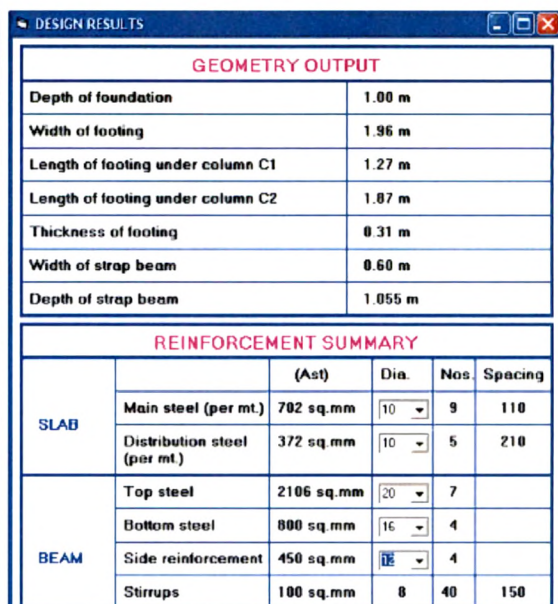 DESIGN RESULTS
GEOMETRY OUTPUT
Depth of foundation 1.00 m
Width of footing 1.96 m
Length of footing under column C1 1.27 m
Length of footing under column C2 1.87 m
Thickness of footing 0.31 m
Width of strap beam 0.60 m
Depth of strap beam 1.055 m
REINFORCEMENT SUMMARY
(Ast) Dia. Nos. Spacing
SLAB
Main steel (per mt.) 702 sq.mm 10 9 110
Distribution steel (per mt.) 372 sq.mm 10 5 210
BEAM
Top steel 2106 sq.mm 20 7
Bottom steel 800 sq.mm 16 4
Side reinforcement 450 sq.mm 12 4
Stirrups 100 sq.mm 8 40 150